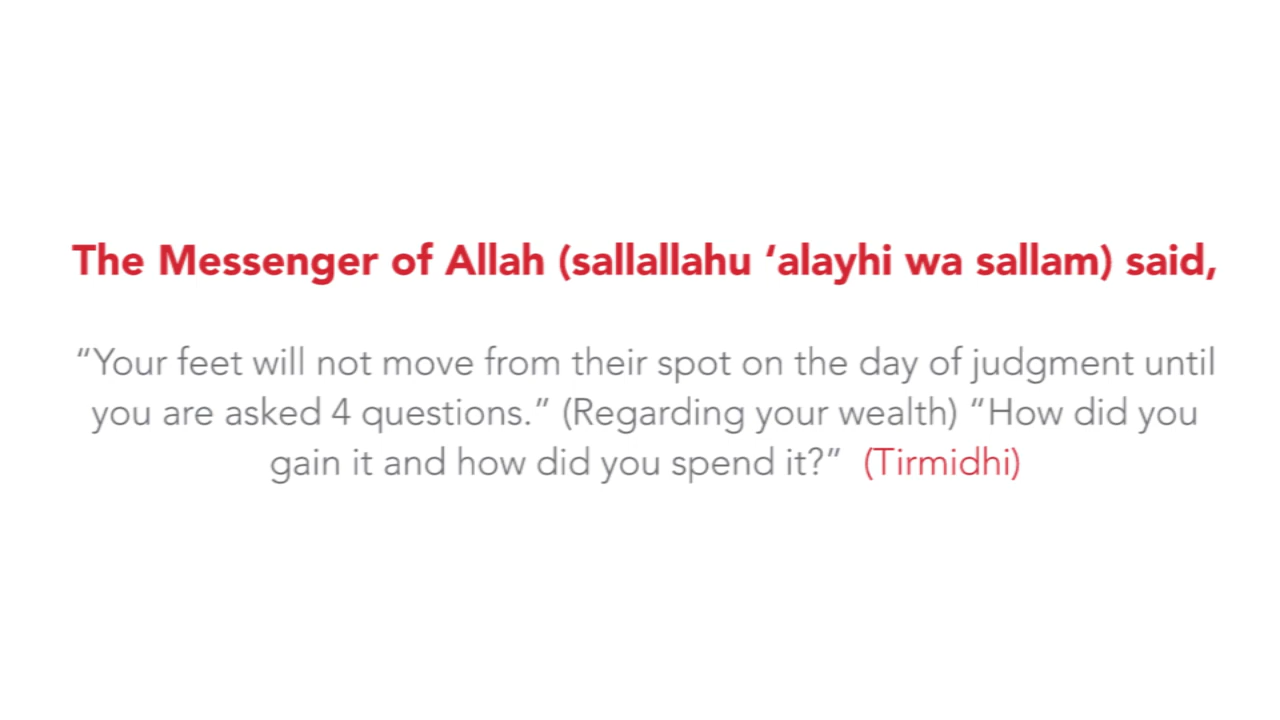 The Messenger of Allah (sallallahu ‘alayhi wa sallam) said,
“Your feet will not move from their spot on the day of judgment until
you are asked 4 questions.” (Regarding your wealth) “How did you
gain it and how did you spend it?” (Tirmidhi)